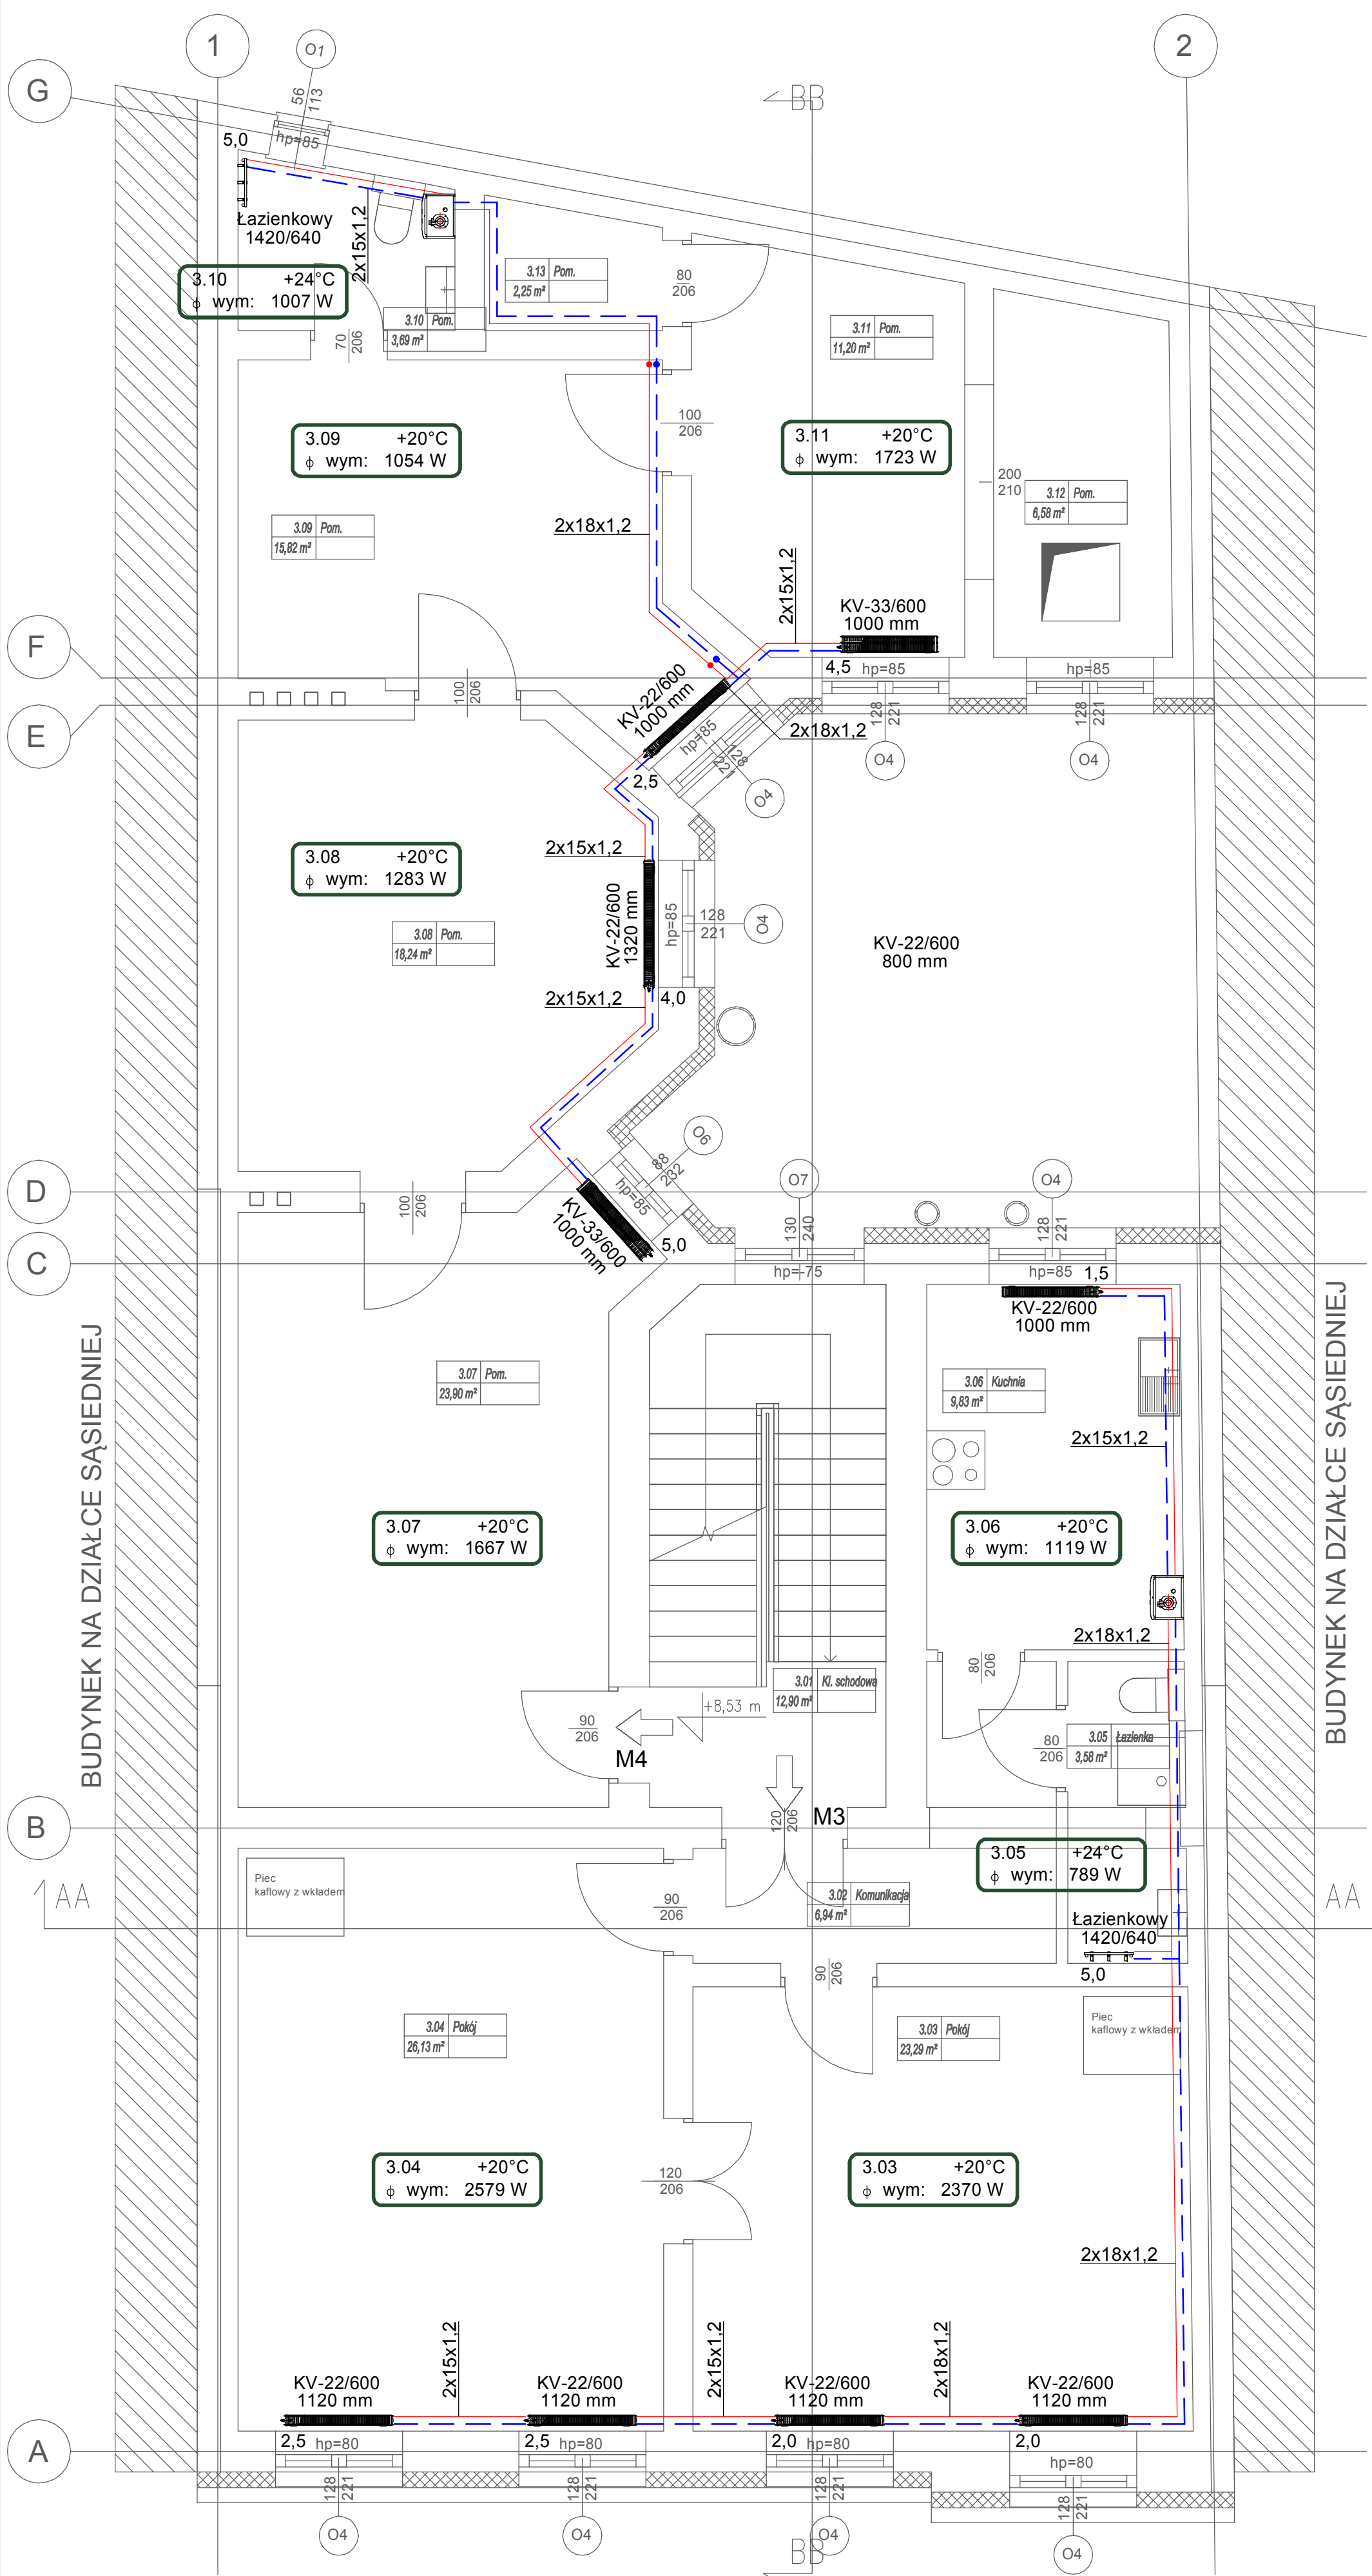 1
2
O1
G
56
113
BB
hp=85
5,0
Łazienkowy
1420/640
2x15x1,2
3.10 +24°C
ϕ wym: 1007 W
3.13 Pom.
2,25 m²
80
206
3.10 Pom.
3,69 m²
70
206
3.11 Pom.
11,20 m²
100
206
3.09 +20°C
ϕ wym: 1054 W
3.11 +20°C
ϕ wym: 1723 W
200
210
3.12 Pom.
6,58 m²
3.09 Pom.
15,82 m²
2x18x1,2
2x15x1,2
KV-33/600
1000 mm
F
4,5
hp=85
hp=85
100
206
KV-22/600
1000 mm
E
128
221
128
221
2x18x1,2
hp=85
128
221
O4
O4
O4
2,5
2x15x1,2
3.08 +20°C
ϕ wym: 1283 W
KV-22/600
1320 mm
hp=85
128
221
O4
3.08 Pom.
18,24 m²
KV-22/600
800 mm
2x15x1,2
4,0
O6
88
232
hp=85
D
O7
O4
100
206
KV-33/600
1000 mm
5,0
130
240
128
221
C
hp=-75
hp=85
1,5
KV-22/600
1000 mm
BUDYNEK NA DZIAŁCE SĄSIEDNIEJ
BUDYNEK NA DZIAŁCE SĄSIEDNIEJ
3.07 Pom.
23,90 m²
3.06 Kuchnia
9,83 m²
2x15x1,2
3.07 +20°C
ϕ wym: 1667 W
3.06 +20°C
ϕ wym: 1119 W
2x18x1,2
80
206
3.01 Kl. schodowa
12,90 m²
+8,53 m
90
206
M4
80
206
3.05 Łazienka
3,58 m²
B
120
206
M3
3.05 +24°C
ϕ wym: 789 W
Piec
kaflowy z wkładem
AA
AA
90
206
3.02 Komunikacja
6,94 m²
Łazienkowy
1420/640
5,0
90
206
3.04 Pokój
26,13 m²
3.03 Pokój
23,29 m²
Piec
kaflowy z wkładem
3.04 +20°C
ϕ wym: 2579 W
120
206
3.03 +20°C
ϕ wym: 2370 W
2x18x1,2
2x15x1,2
2x15x1,2
2x18x1,2
KV-22/600
1120 mm
KV-22/600
1120 mm
KV-22/600
1120 mm
KV-22/600
1120 mm
A
2,5 hp=80
2,5 hp=80
2,0 hp=80
2,0
hp=80
128
221
128
221
128
221
128
221
O4
O4
O4
O4
BB